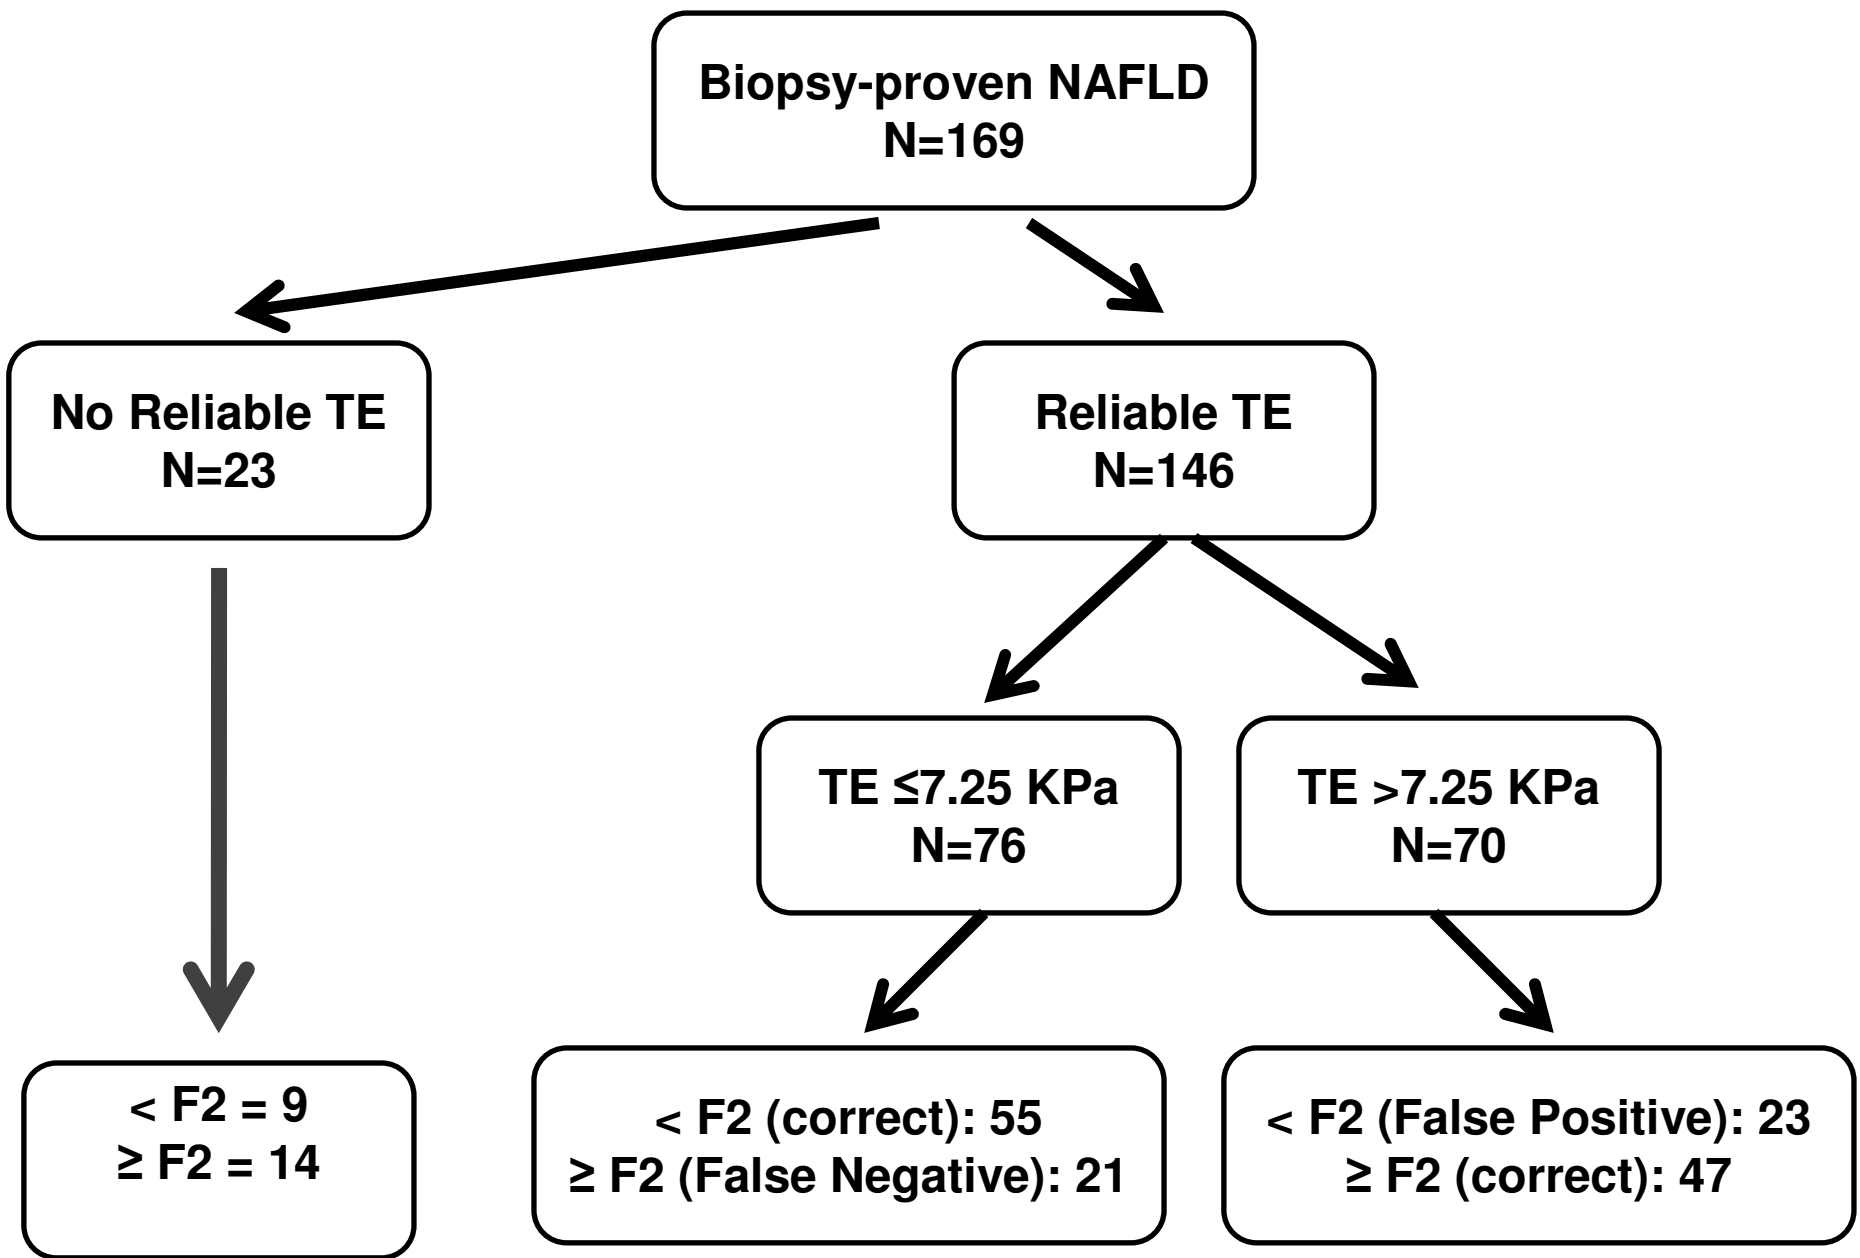 Biopsy-proven NAFLD
N=169
No Reliable TE
N=23
Reliable TE
N=146
TE ≤7.25 KPa
N=76
TE >7.25 KPa
N=70
< F2 = 9
≥ F2 = 14
< F2 (correct): 55
≥ F2 (False Negative): 21
< F2 (False Positive): 23
≥ F2 (correct): 47